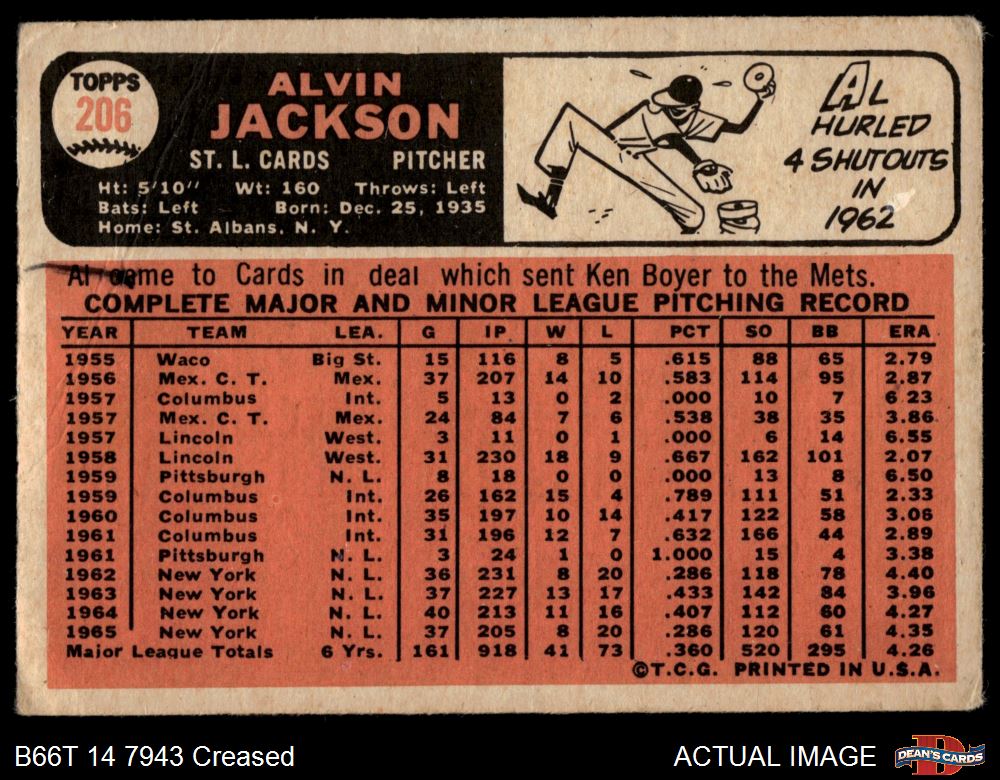 TOPPS
206
ALVIN
JACKSON
ST. L. CARDS PITCHER
Ht: 5'10" Wt: 160 Throws: Left
Bats: Left Born: Dec. 25, 1935
Home: St. Albans, N. Y.
AL
HURLED
4 SHUTOUTS
IN
1962
Al came to Cards in deal which sent Ken Boyer to the Mets.
COMPLETE MAJOR AND MINOR LEAGUE PITCHING RECORD
YEAR TEAM LEA. G IP W L PCT SO BB ERA
1955 Waco Big St. 15 116 8 5 .615 88 65 2.79
1956 Mex. C. T. Mex. 37 207 14 10 .583 114 95 2.87
1957 Columbus Int. 5 13 0 2 .000 10 7 6.23
1957 Mex. C. T. Mex. 24 84 7 6 .538 38 35 3.86
1957 Lincoln West. 3 11 0 1 .000 6 14 6.55
1958 Lincoln West. 31 230 18 9 .667 162 101 2.07
1959 Pittsburgh N. L. 8 18 0 0 .000 13 8 6.50
1959 Columbus Int. 26 162 15 4 .789 111 51 2.33
1960 Columbus Int. 35 197 10 14 .417 122 58 3.06
1961 Columbus Int. 31 196 12 7 .632 166 44 2.89
1961 Pittsburgh N. L. 3 24 1 0 1.000 15 4 3.38
1962 New York N. L. 36 231 8 20 .286 118 78 4.40
1963 New York N. L. 37 227 13 17 .433 142 84 3.96
1964 New York N. L. 40 213 11 16 .407 112 60 4.27
1965 New York N. L. 37 205 8 20 .286 120 61 4.35
Major League Totals 6 Yrs. 161 918 41 73 .360 520 295 4.26
©T.C.G. PRINTED IN U.S.A.
B66T 14 7943 Creased ACTUAL IMAGE
DEAN'S CARDS